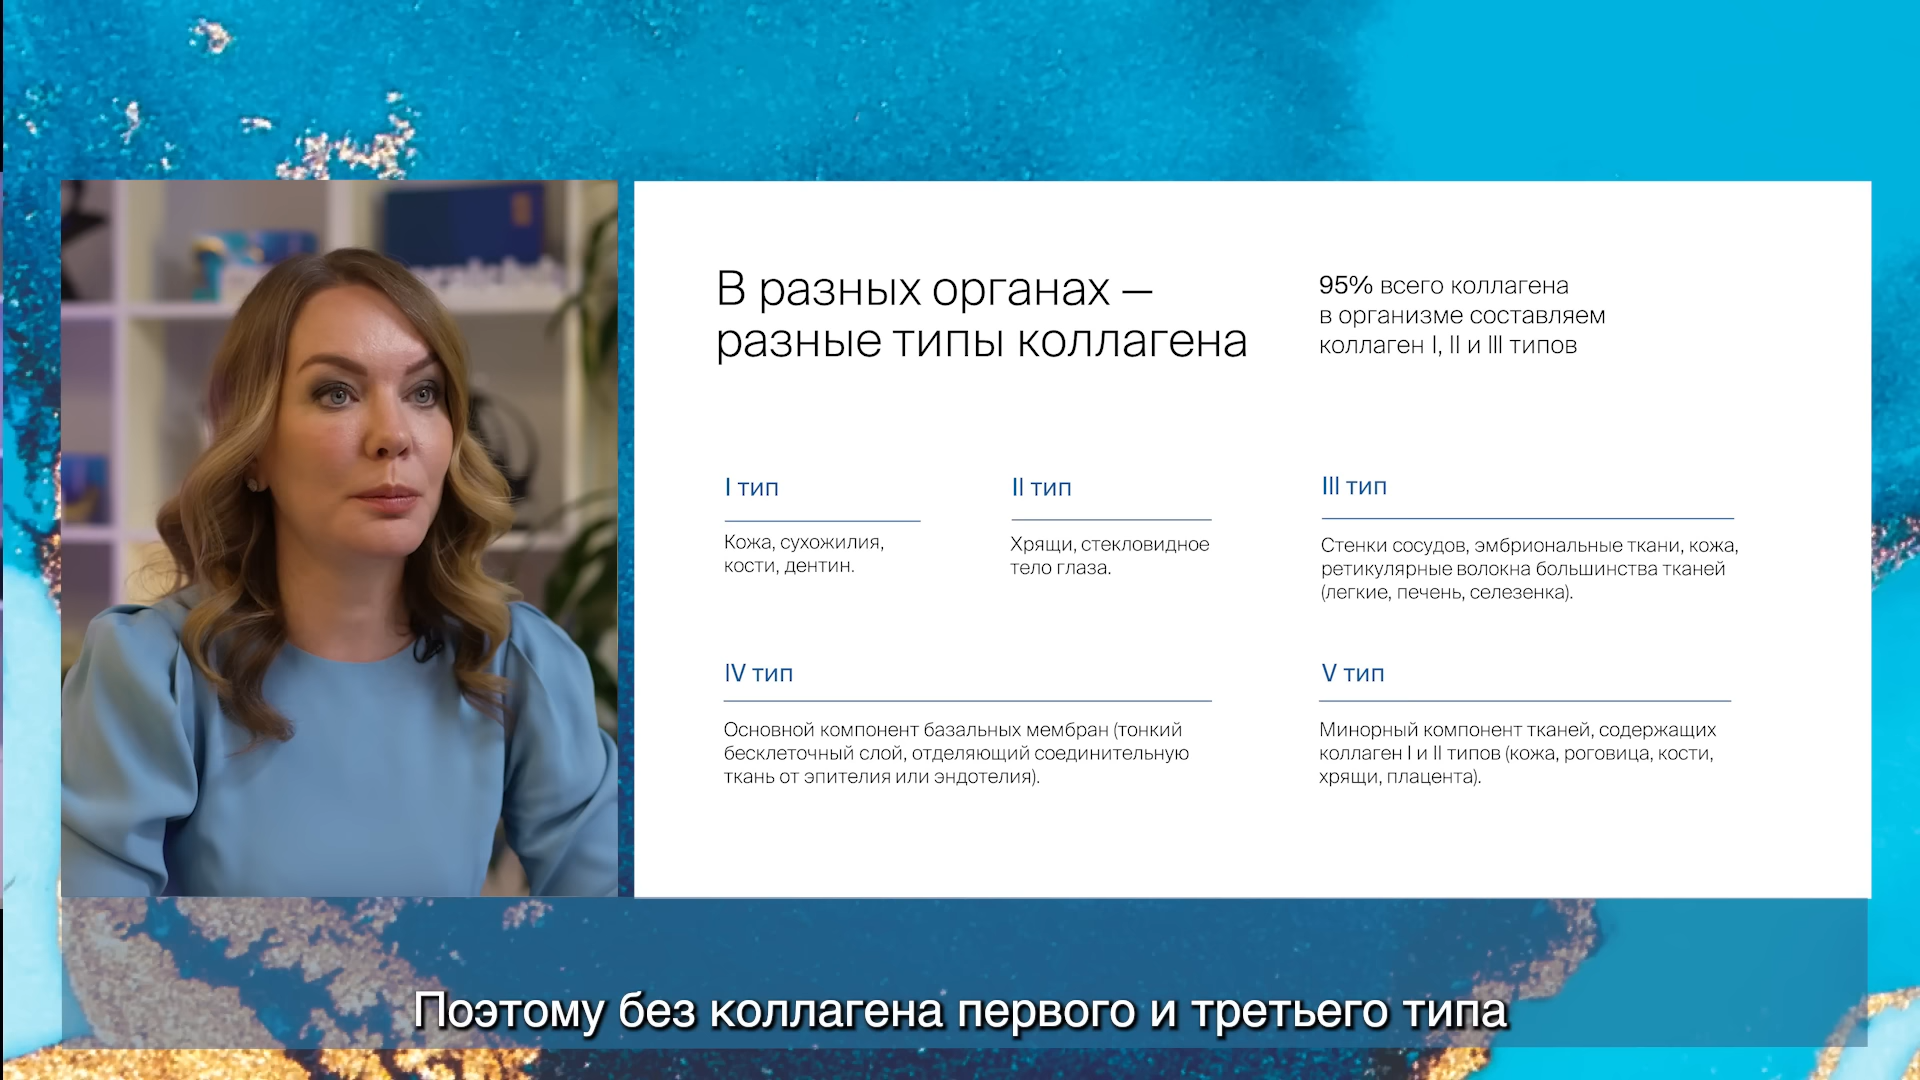 В разных органах —
разные типы коллагена
95% всего коллагена
в организме составляем
коллаген I, II и III типов
I тип
Кожа, сухожилия,
кости, дентин.
II тип
Хрящи, стекловидное
тело глаза.
III тип
Стенки сосудов, эмбриональные ткани, кожа,
ретикулярные волокна большинства тканей
(легкие, печень, селезенка).
IV тип
Основной компонент базальных мембран (тонкий
бесклеточный слой, отделяющий соединительную
ткань от эпителия или эндотелия).
V тип
Минорный компонент тканей, содержащих
коллаген I и II типов (кожа, роговица, кости,
хрящи, плацента).
Поэтому без коллагена первого и третьего типа